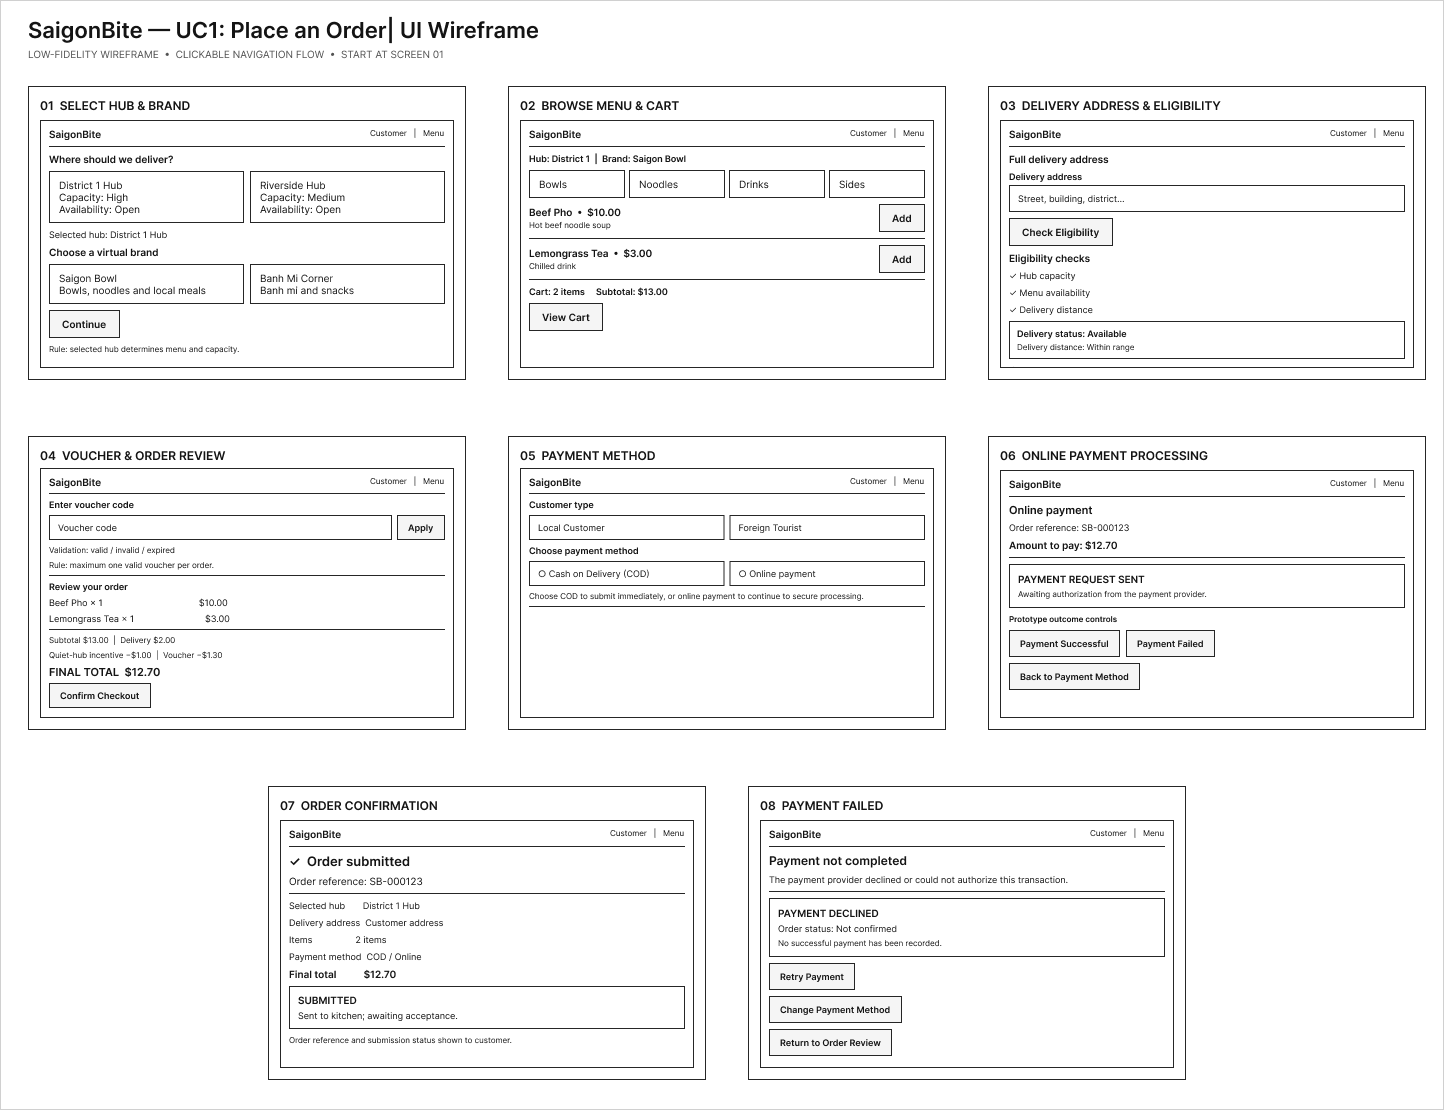 SaigonBite — UC1: Place an Order| UI Wireframe
LOW-FIDELITY WIREFRAME • CLICKABLE NAVIGATION FLOW • START AT SCREEN 01
01 SELECT HUB & BRAND
SaigonBite
Customer | Menu
Where should we deliver?
District 1 Hub
Capacity: High
Availability: Open
Riverside Hub
Capacity: Medium
Availability: Open
Selected hub: District 1 Hub
Choose a virtual brand
Saigon Bowl
Bowls, noodles and local meals
Banh Mi Corner
Banh mi and snacks
Continue
Rule: selected hub determines menu and capacity.
02 BROWSE MENU & CART
SaigonBite
Customer | Menu
Hub: District 1 | Brand: Saigon Bowl
Bowls
Noodles
Drinks
Sides
Beef Pho • $10.00
Hot beef noodle soup
Add
Lemongrass Tea • $3.00
Chilled drink
Add
Cart: 2 items Subtotal: $13.00
View Cart
03 DELIVERY ADDRESS & ELIGIBILITY
SaigonBite
Customer | Menu
Full delivery address
Delivery address
Street, building, district...
Check Eligibility
Eligibility checks
✓ Hub capacity
✓ Menu availability
✓ Delivery distance
Delivery status: Available
Delivery distance: Within range
04 VOUCHER & ORDER REVIEW
SaigonBite
Customer | Menu
Enter voucher code
Voucher code
Apply
Validation: valid / invalid / expired
Rule: maximum one valid voucher per order.
Review your order
Beef Pho × 1 $10.00
Lemongrass Tea × 1 $3.00
Subtotal $13.00 | Delivery $2.00
Quiet-hub incentive −$1.00 | Voucher −$1.30
FINAL TOTAL $12.70
Confirm Checkout
05 PAYMENT METHOD
SaigonBite
Customer | Menu
Customer type
Local Customer
Foreign Tourist
Choose payment method
○ Cash on Delivery (COD)
○ Online payment
Choose COD to submit immediately, or online payment to continue to secure processing.
06 ONLINE PAYMENT PROCESSING
SaigonBite
Customer | Menu
Online payment
Order reference: SB-000123
Amount to pay: $12.70
PAYMENT REQUEST SENT
Awaiting authorization from the payment provider.
Prototype outcome controls
Payment Successful
Payment Failed
Back to Payment Method
07 ORDER CONFIRMATION
SaigonBite
Customer | Menu
✓ Order submitted
Order reference: SB-000123
Selected hub District 1 Hub
Delivery address Customer address
Items 2 items
Payment method COD / Online
Final total $12.70
SUBMITTED
Sent to kitchen; awaiting acceptance.
Order reference and submission status shown to customer.
08 PAYMENT FAILED
SaigonBite
Customer | Menu
Payment not completed
The payment provider declined or could not authorize this transaction.
PAYMENT DECLINED
Order status: Not confirmed
No successful payment has been recorded.
Retry Payment
Change Payment Method
Return to Order Review